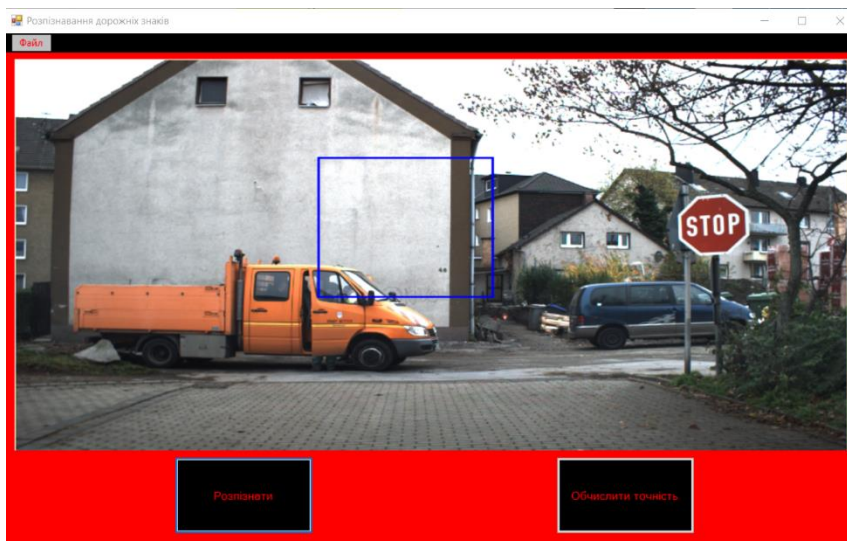 Розпізнавання дорожніх знаків
Файл
STOP
Розпізнати
Обчислити точність